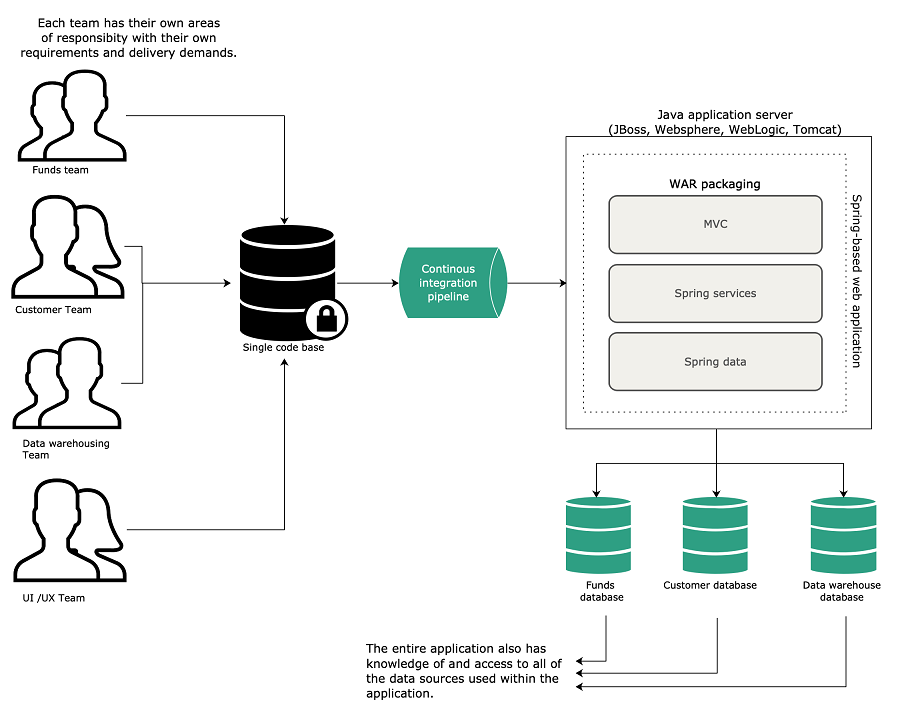 Each team has their own areas
of responsibity with their own
requirements and delivery demands.
Funds team
Customer Team
Data warehousing
Team
UI /UX Team
Single code base
Continous
integration
pipeline
Java application server
(JBoss, Websphere, WebLogic, Tomcat)
WAR packaging
MVC
Spring services
Spring data
Spring-based web application
Funds
database
Customer database
Data warehouse
database
The entire application also has
knowledge of and access to all of
the data sources used within the
application.